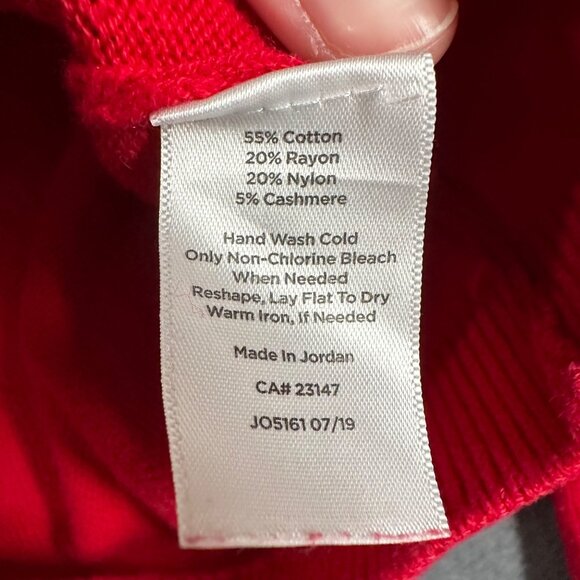 55% Cotton
20% Rayon
20% Nylon
5% Cashmere
Hand Wash Cold
Only Non-Chlorine Bleach
When Needed
Reshape, Lay Flat To Dry
Warm Iron, If Needed
Made In Jordan
CA# 23147
JO5161 07/19